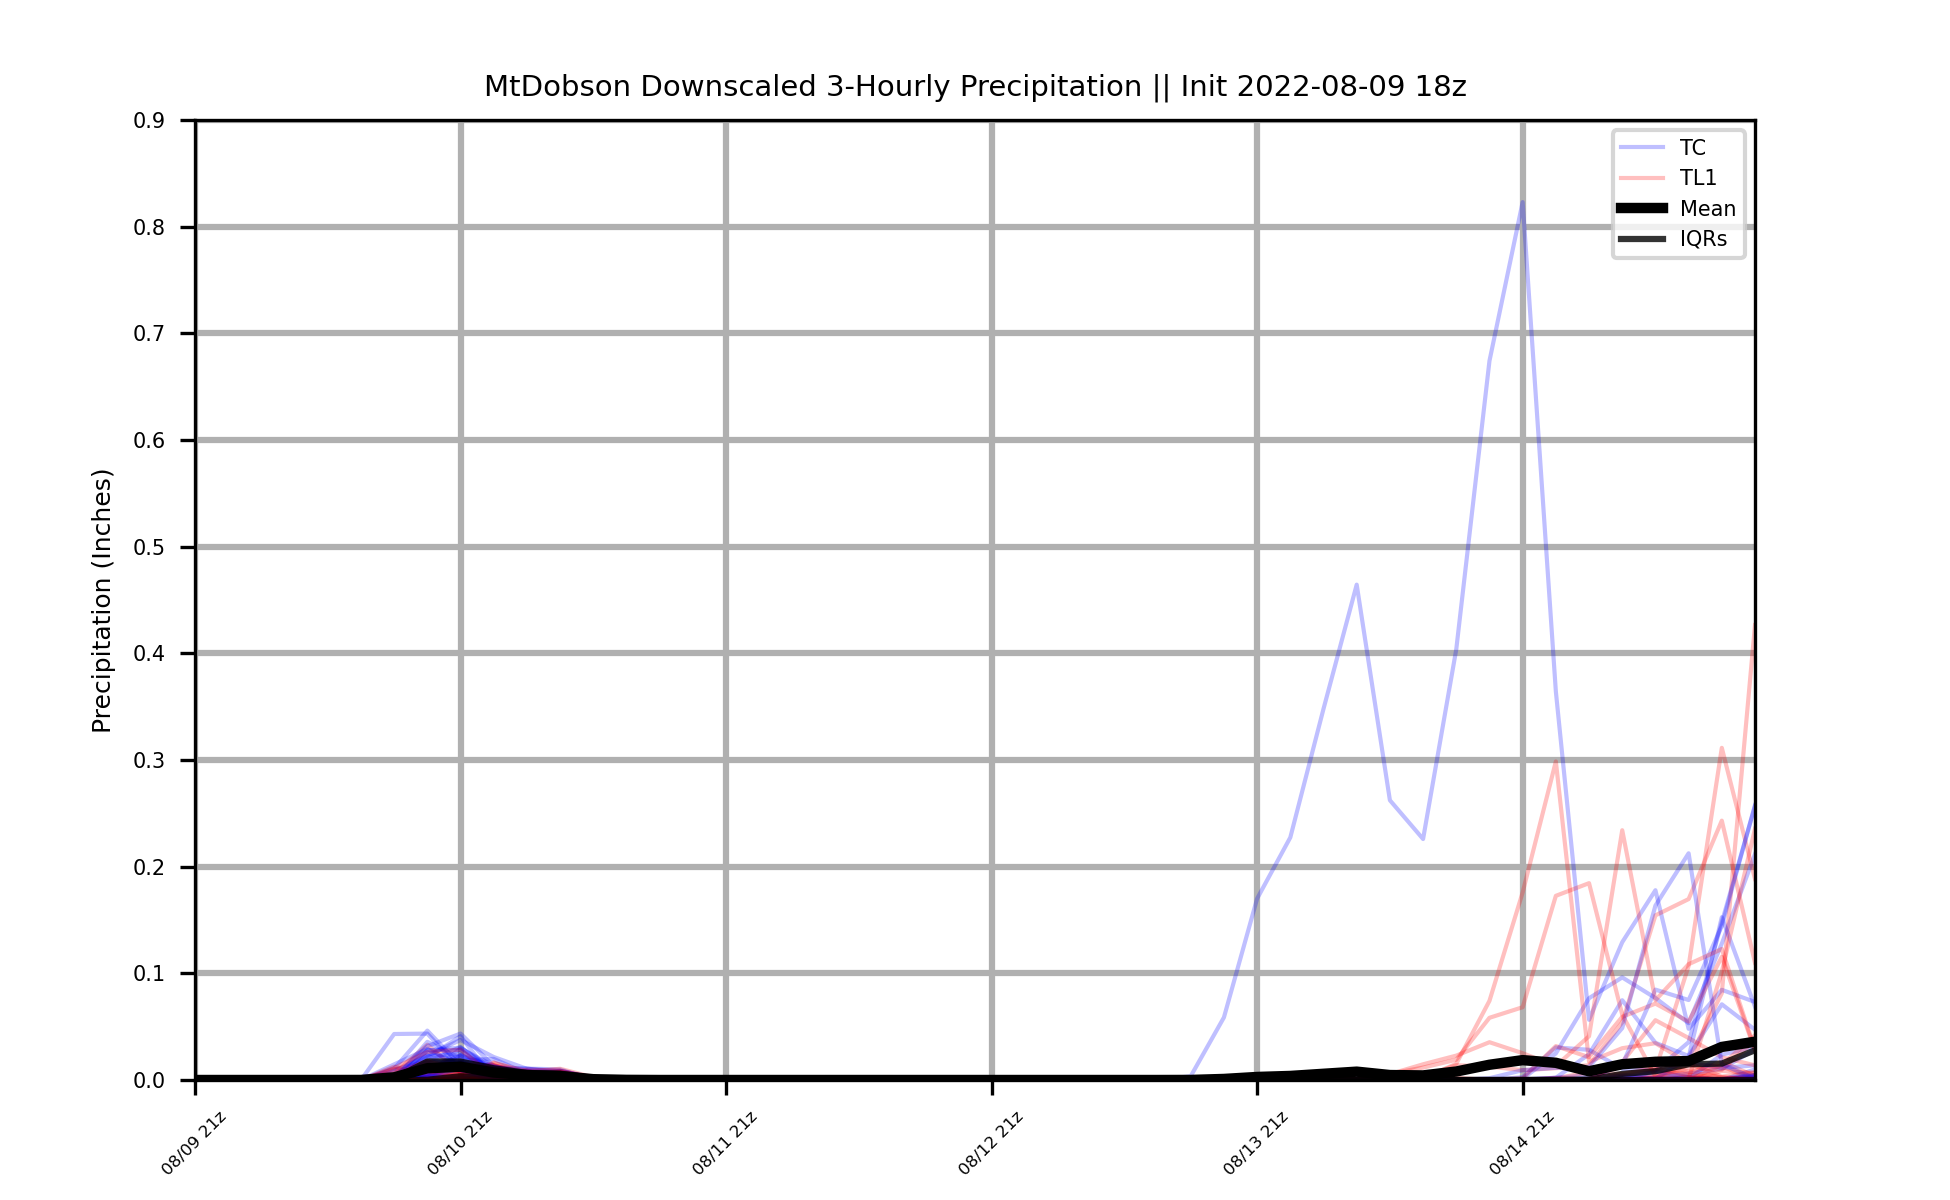 MtDobson Downscaled 3-Hourly Precipitation || Init 2022-08-09 18z
TC
TL1
Mean
IQRs
Precipitation (Inches)
0.9
0.8
0.7
0.6
0.5
0.4
0.3
0.2
0.1
0.0
08/09 21z
08/10 21z
08/11 21z
08/12 21z
08/13 21z
08/14 21z